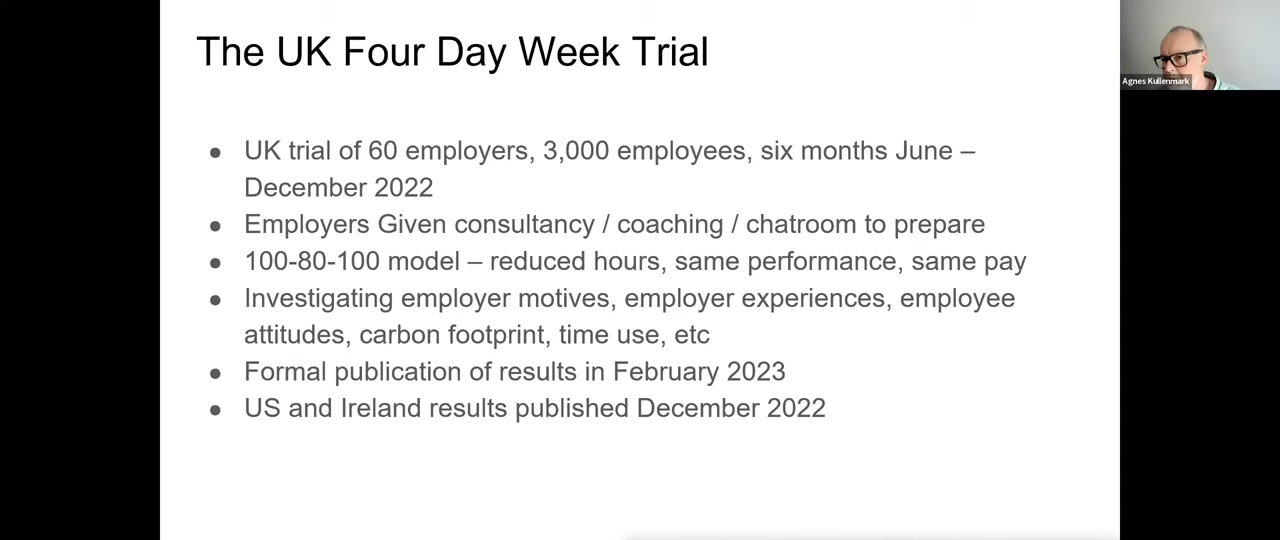 The UK Four Day Week Trial
● UK trial of 60 employers, 3,000 employees, six months June –
December 2022
● Employers Given consultancy / coaching / chatroom to prepare
● 100-80-100 model – reduced hours, same performance, same pay
● Investigating employer motives, employer experiences, employee
attitudes, carbon footprint, time use, etc
● Formal publication of results in February 2023
● US and Ireland results published December 2022
Agnes Kullenmark